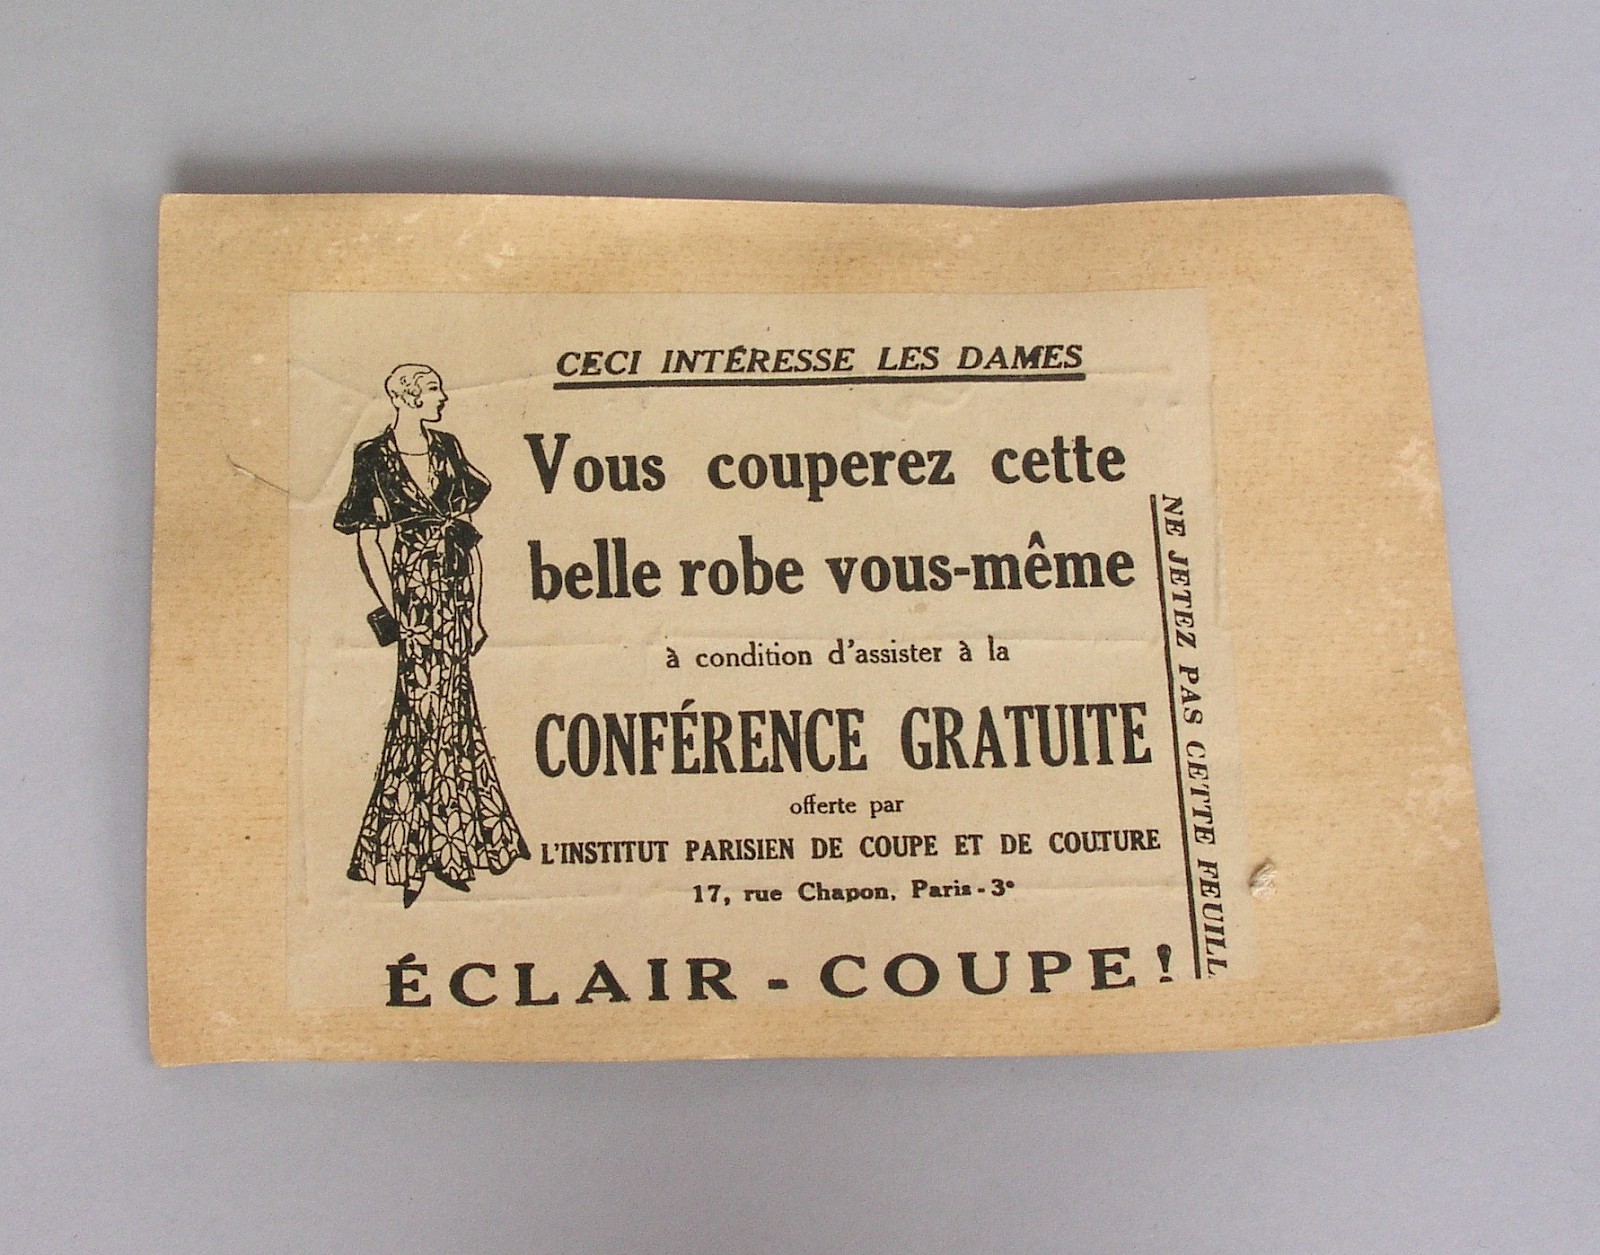 CECI INTÉRESSE LES DAMES
Vous couperez cette
belle robe vous-même
à condition d'assister à la
CONFÉRENCE GRATUITE
offerte par
L'INSTITUT PARISIEN DE COUPE ET DE COUTURE
17, rue Chapon, Paris-3e
ÉCLAIR-COUPE!
NE JETEZ PAS CETTE FEUILL